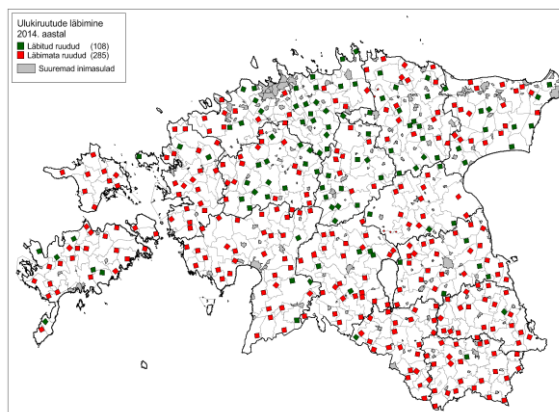 Ulukiruutude läbimine
2014. aastal
Läbitud ruudud (108)
Läbimata ruudud (285)
Suuremad inimasulad